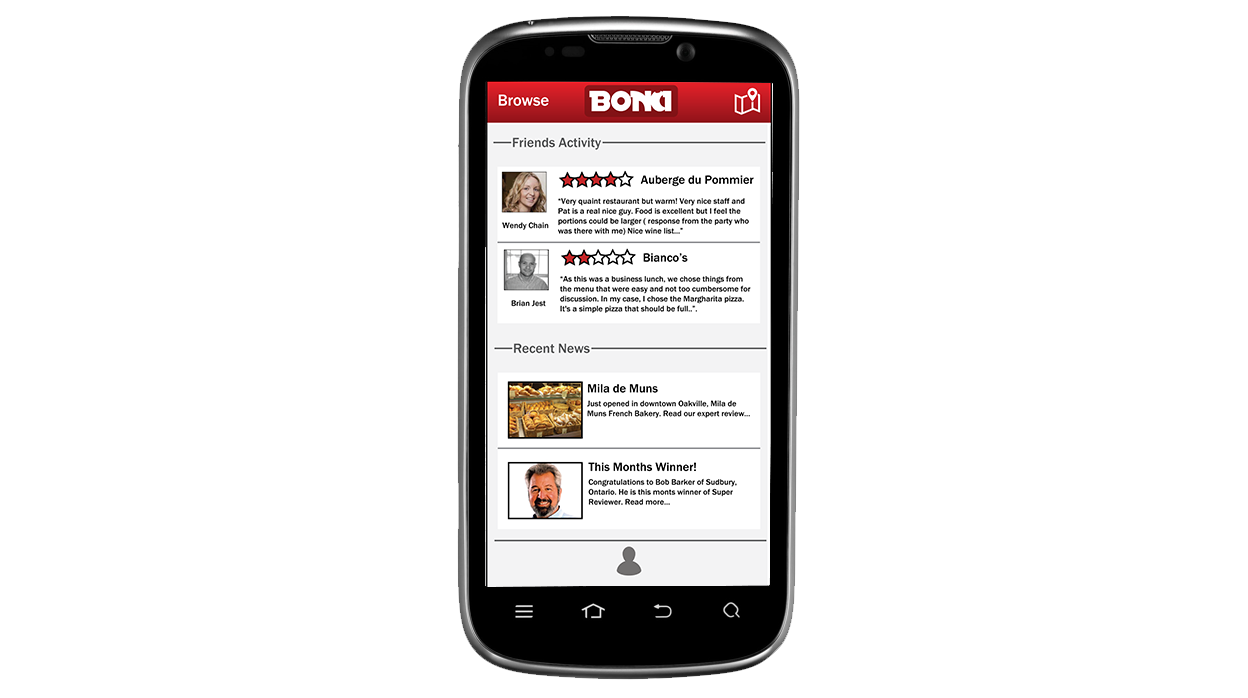 Browse
BONCI
Friends Activity
Auberge du Pommier
"Very quaint restaurant but warm! Very nice staff and
Pat is a real nice guy. Food is excellent but I feel the
portions could be larger ( response from the party who
was there with me) Nice wine list..."
Wendy Chain
Bianco's
"As this was a business lunch, we chose things from
the menu that were easy and not too cumbersome for
discussion. In my case, I chose the Margharita pizza.
It's a simple pizza that should be full..".
Brian Jest
Recent News
Mila de Muns
Just opened in downtown Oakville, Mila de
Muns French Bakery. Read our expert review...
This Months Winner!
Congratulations to Bob Barker of Sudbury,
Ontario. He is this monts winner of Super
Reviewer. Read more...